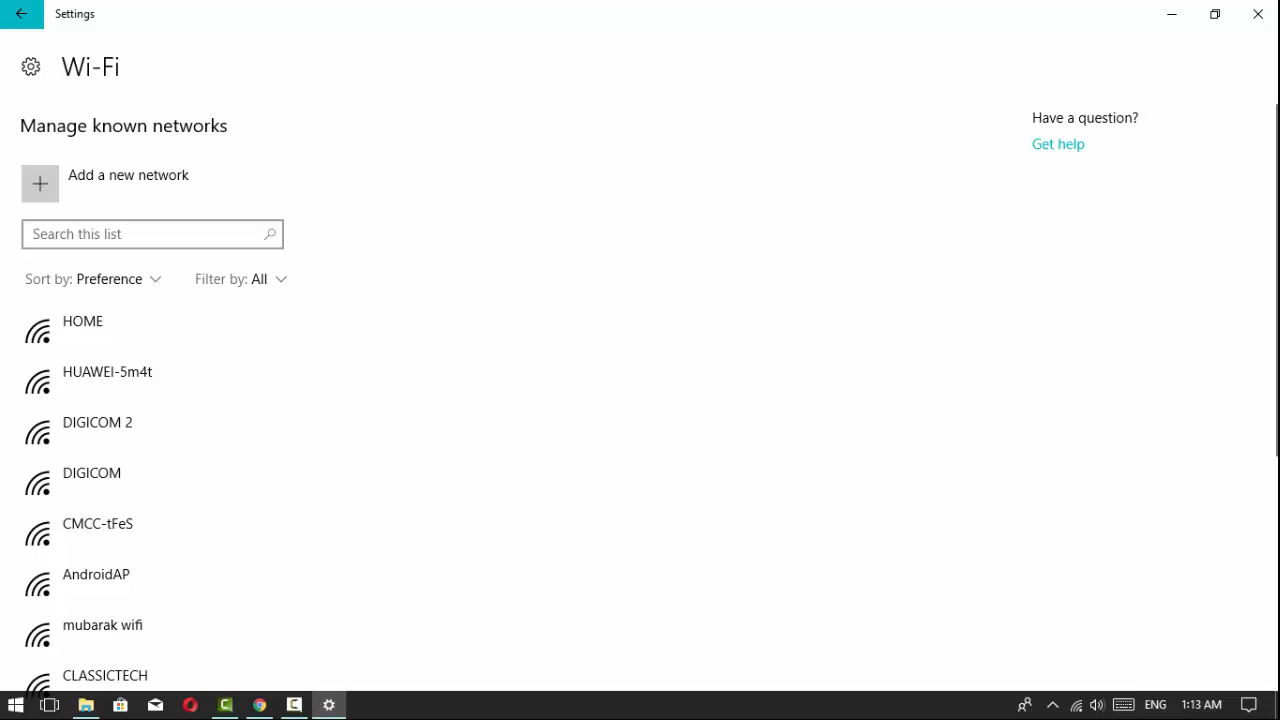 Settings
Wi-Fi
Manage known networks
Have a question?
Get help
Add a new network
Search this list
Sort by: Preference Filter by: All
HOME
HUAWEI-5m4t
DIGICOM 2
DIGICOM
CMCC-tFeS
AndroidAP
mubarak wifi
CLASSICTECH
ENG 1:13 AM